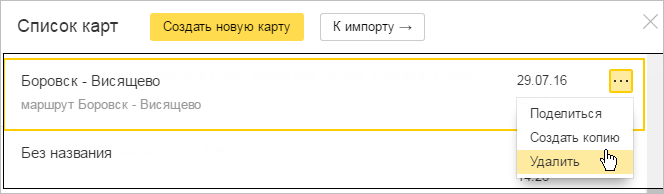 Список карт Создать новую карту К импорту →
Боровск - Висящево 29.07.16 ...
маршрут Боровск - Висящево
Поделиться
Создать копию
Без названия
Удалить